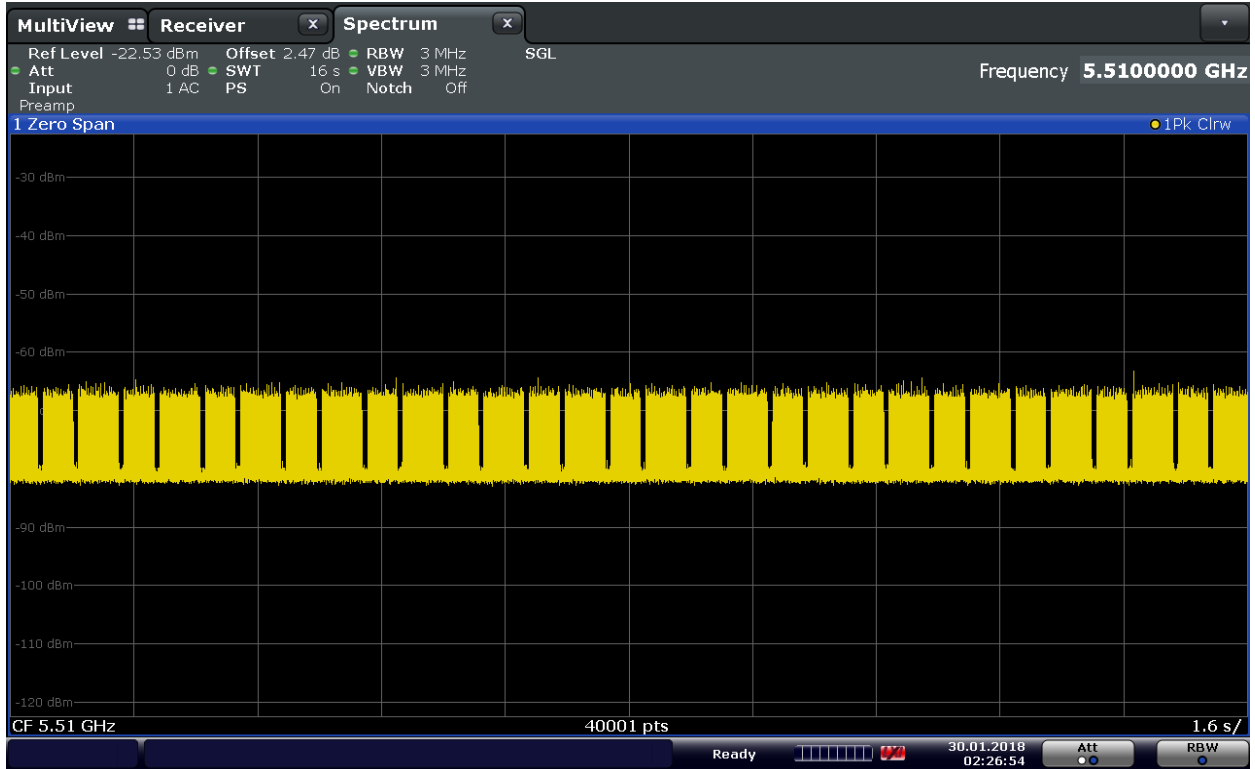 MultiView Receiver X Spectrum X
Ref Level -22.53 dBm Offset 2.47 dB RBW 3 MHz SGL
Att 0 dB SWT 16 s VBW 3 MHz Frequency 5.5100000 GHz
Input 1 AC PS On Notch Off
Preamp
1 Zero Span 1Pk Clrw
-30 dBm
-40 dBm
-50 dBm
-60 dBm
-90 dBm
-100 dBm
-110 dBm
-120 dBm
CF 5.51 GHz 40001 pts 1.6 s/
Ready 30.01.2018 Att RBW
02:26:54